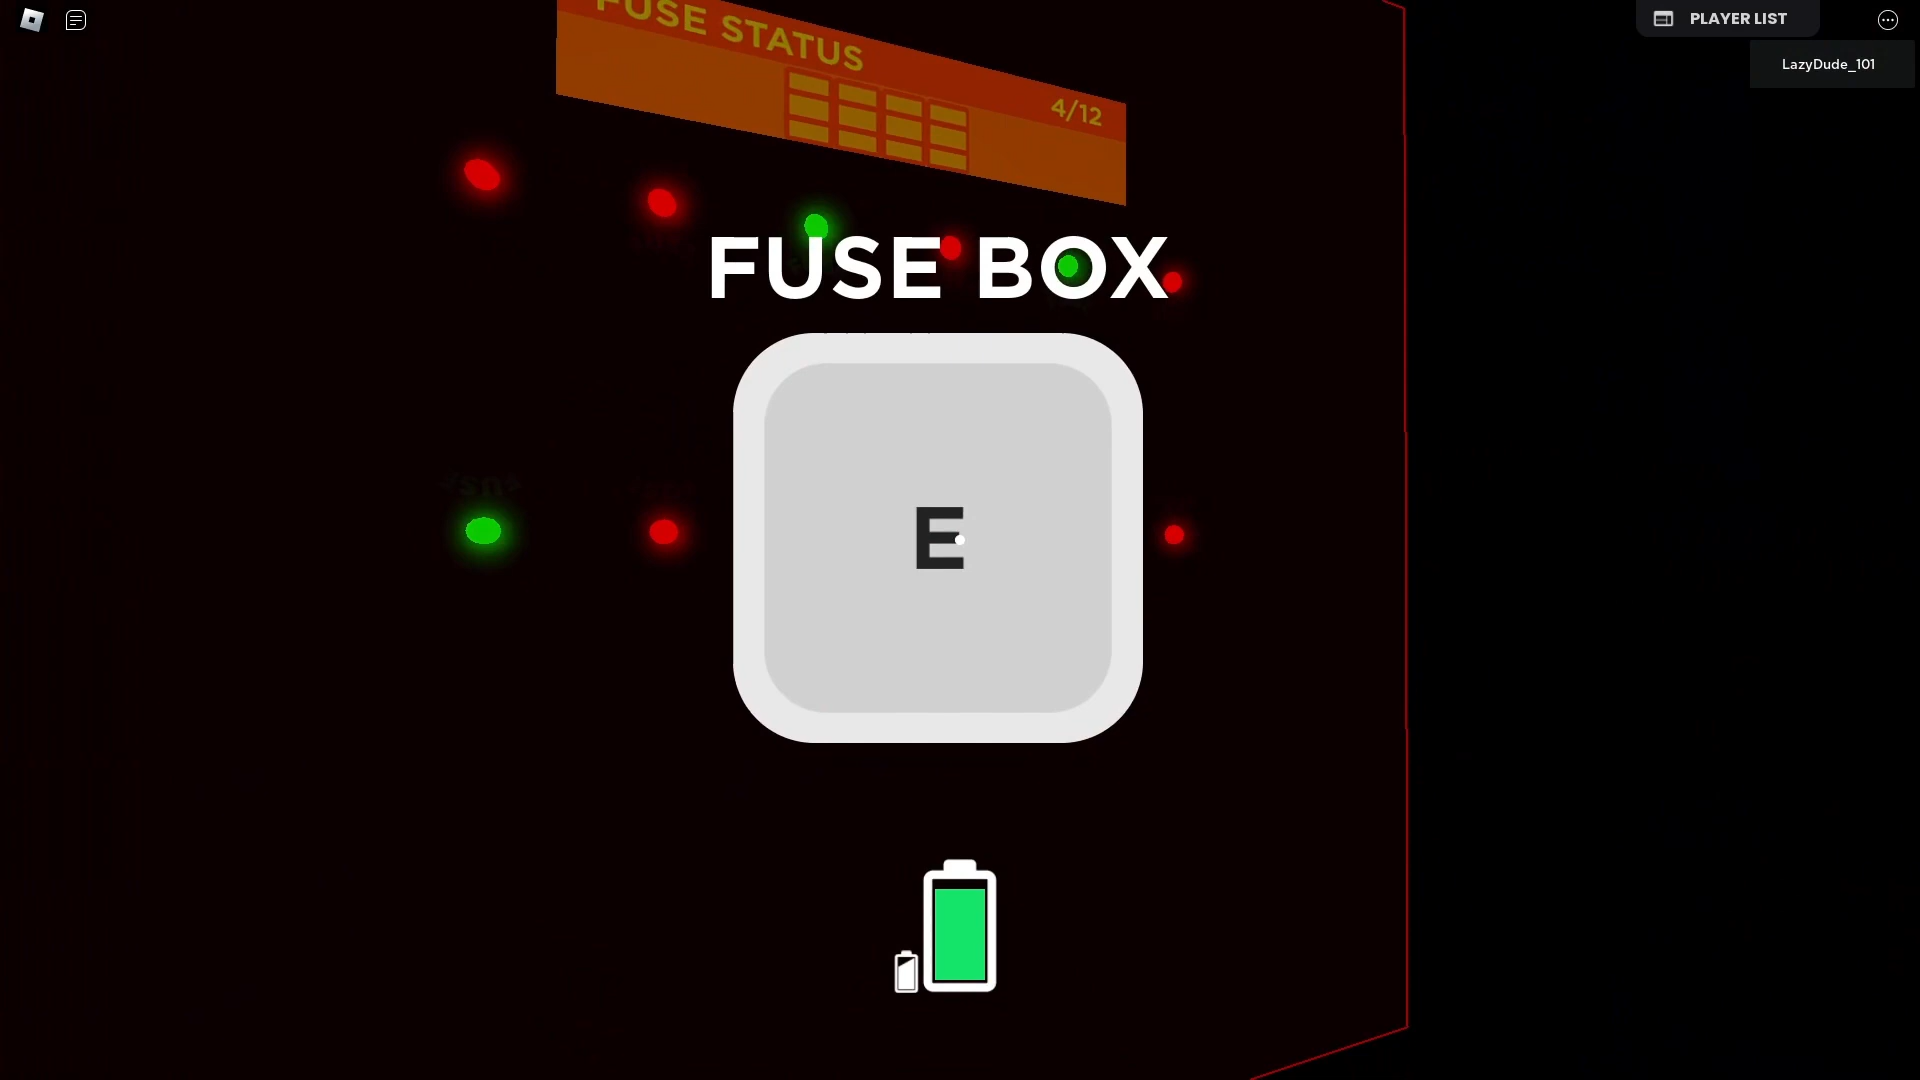 FUSE STATUS
4/12
PLAYER LIST
LazyDude_101
FUSE BOX
E